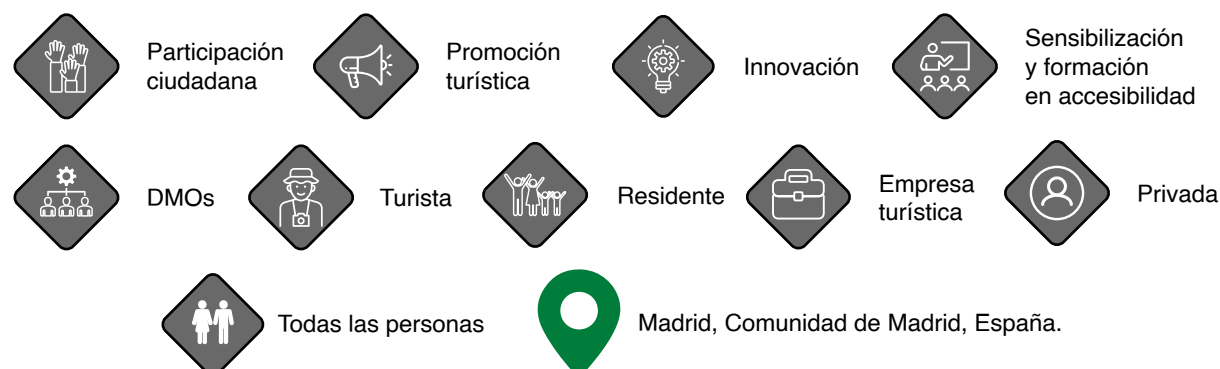 Participación
ciudadana
Promoción
turística
Innovación
Sensibilización
y formación
en accesibilidad
DMOs
Turista
Residente
Empresa
turística
Privada
Todas las personas
Madrid, Comunidad de Madrid, España.